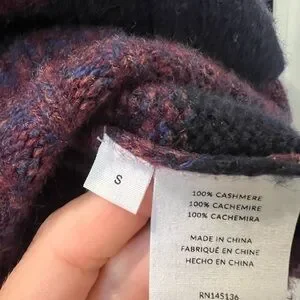 S
100% CASHMERE
100% CACHEMIRE
100% CACHEMIRA
MADE IN CHINA
FABRIQUÉ EN CHINE
HECHO EN CHINA
RN145136